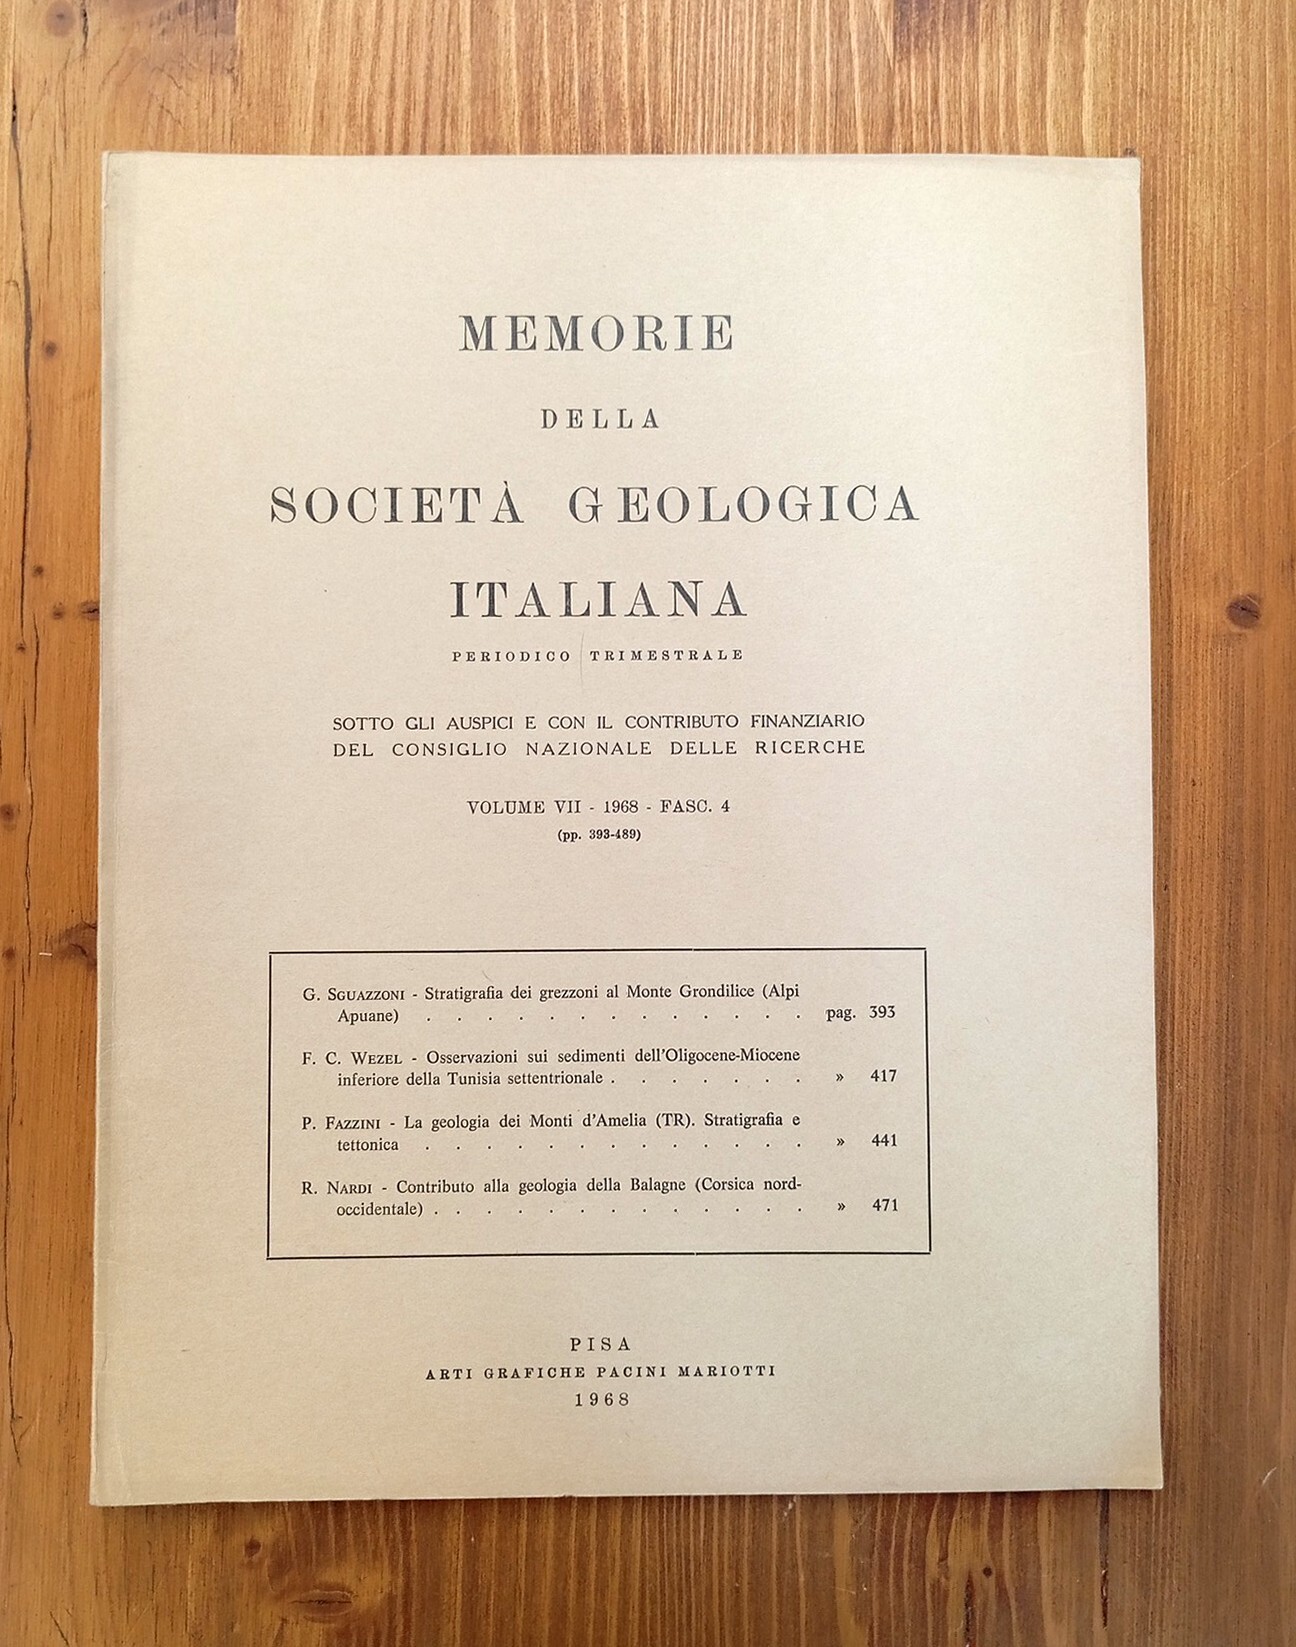 MEMORIE
DELLA
SOCIETÀ GEOLOGICA
ITALIANA
PERIODICO TRIMESTRALE
SOTTO GLI AUSPICI E CON IL CONTRIBUTO FINANZIARIO
DEL CONSIGLIO NAZIONALE DELLE RICERCHE
VOLUME VII - 1968 - FASC. 4
(pp. 393-489)
G. SGUAZZONI - Stratigrafia dei grezzoni al Monte Grondilice (Alpi
Apuane) . . . . . . . . . . . . . pag. 393
F. C. WEZEL - Osservazioni sui sedimenti dell'Oligocene-Miocene
inferiore della Tunisia settentrionale . . . . . . . » 417
P. FAZZINI - La geologia dei Monti d'Amelia (TR). Stratigrafia e
tettonica . . . . . . . . . . . . . » 441
R. NARDI - Contributo alla geologia della Balagne (Corsica nord-
occidentale) . . . . . . . . . . . . . » 471
PISA
ARTI GRAFICHE PACINI MARIOTTI
1968